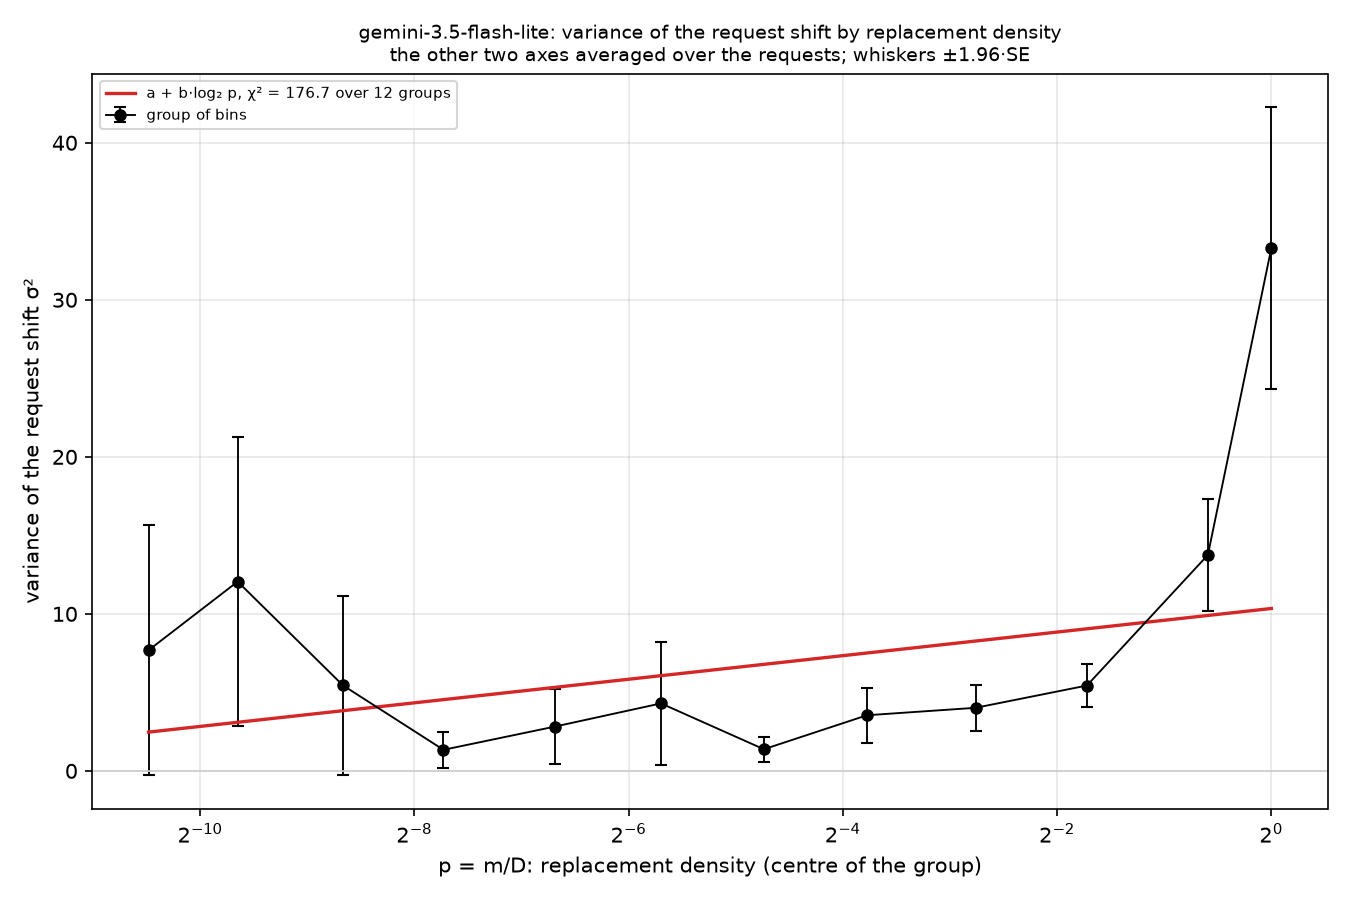 gemini-3.5-flash-lite: variance of the request shift by replacement density
the other two axes averaged over the requests; whiskers ±1.96·SE
a + b·log₂ p, χ² = 176.7 over 12 groups
group of bins
variance of the request shift σ²
40
30
20
10
0
2⁻¹⁰
2⁻⁸
2⁻⁶
2⁻⁴
2⁻²
2⁰
p = m/D: replacement density (centre of the group)